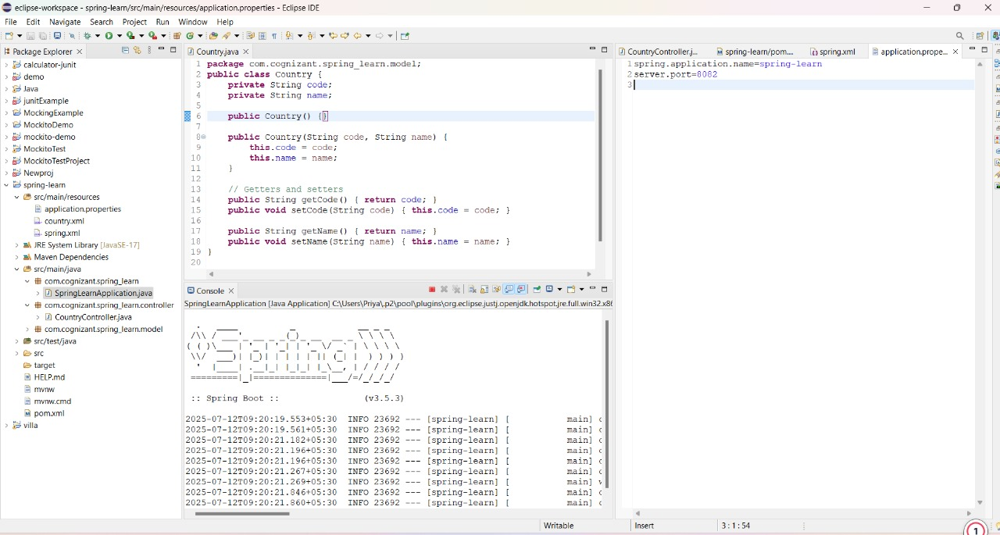 eclipse-workspace - spring-learn/src/main/resources/application.properties - Eclipse IDE
File Edit Navigate Search Project Run Window Help
Package Explorer
calculator-junit
demo
Java
junitExample
MockingExample
MockitoDemo
mockito-demo
MockitoTest
MockitoTestProject
Newproj
spring-learn
src/main/resources
application.properties
country.xml
spring.xml
JRE System Library [JavaSE-17]
Maven Dependencies
src/main/java
com.cognizant.spring_learn
SpringLearnApplication.java
com.cognizant.spring_learn.controller
CountryController.java
com.cognizant.spring_learn.model
src/test/java
src
target
HELP.md
mvnw
mvnw.cmd
pom.xml
villa
Country.java
1 package com.cognizant.spring_learn.model;
2 public class Country {
3 private String code;
4 private String name;
5
6 public Country() {}
7
8 public Country(String code, String name) {
9 this.code = code;
10 this.name = name;
11 }
12
13 // Getters and setters
14 public String getCode() { return code; }
15 public void setCode(String code) { this.code = code; }
16
17 public String getName() { return name; }
18 public void setName(String name) { this.name = name; }
19 }
20
Console
SpringLearnApplication [Java Application] C:\Users\Priya\.p2\pool\plugins\org.eclipse.justj.openjdk.hotspot.jre.full.win32.x86
:: Spring Boot :: (v3.5.3)
2025-07-12T09:20:19.553+05:30 INFO 23692 --- [spring-learn] [ main] c
2025-07-12T09:20:19.561+05:30 INFO 23692 --- [spring-learn] [ main] c
2025-07-12T09:20:21.182+05:30 INFO 23692 --- [spring-learn] [ main] c
2025-07-12T09:20:21.196+05:30 INFO 23692 --- [spring-learn] [ main] c
2025-07-12T09:20:21.196+05:30 INFO 23692 --- [spring-learn] [ main] c
2025-07-12T09:20:21.267+05:30 INFO 23692 --- [spring-learn] [ main] c
2025-07-12T09:20:21.269+05:30 INFO 23692 --- [spring-learn] [ main] w
2025-07-12T09:20:21.846+05:30 INFO 23692 --- [spring-learn] [ main] c
2025-07-12T09:20:21.860+05:30 INFO 23692 --- [spring-learn] [ main] c
CountryController.j... spring-learn/pom.... spring.xml application.prope...
1 spring.application.name=spring-learn
2 server.port=8082
3
Writable Insert 3 : 1 : 54
1